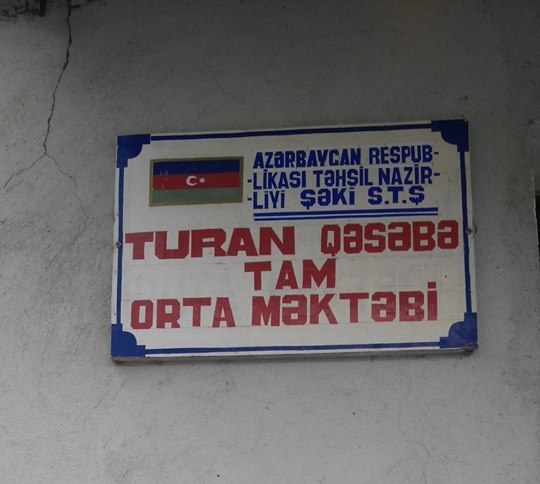 AZƏRBAYCAN RESPUB-
-LİKASI TƏHSİL NAZİR-
-LİYİ ŞƏKİ S.T.Ş
TURAN QƏSƏBƏ
TAM
ORTA MƏKTƏBİ